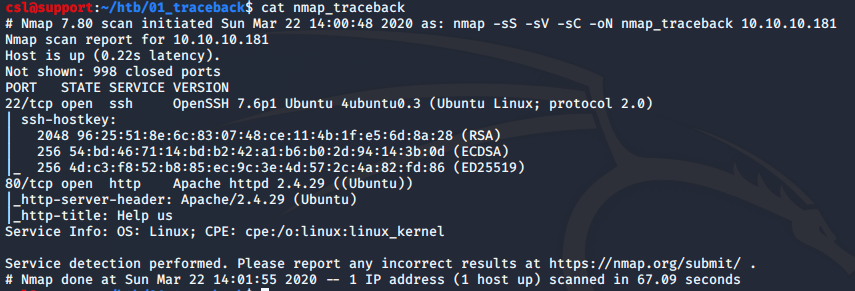 csl@support:~/htb/01_traceback$ cat nmap_traceback
# Nmap 7.80 scan initiated Sun Mar 22 14:00:48 2020 as: nmap -sS -sV -sC -oN nmap_traceback 10.10.10.181
Nmap scan report for 10.10.10.181
Host is up (0.22s latency).
Not shown: 998 closed ports
PORT   STATE SERVICE VERSION
22/tcp open  ssh     OpenSSH 7.6p1 Ubuntu 4ubuntu0.3 (Ubuntu Linux; protocol 2.0)
| ssh-hostkey:
|   2048 96:25:51:8e:6c:83:07:48:ce:11:4b:1f:e5:6d:8a:28 (RSA)
|   256 54:bd:46:71:14:bd:b2:42:a1:b6:b0:2d:94:14:3b:0d (ECDSA)
|_  256 4d:c3:f8:52:b8:85:ec:9c:3e:4d:57:2c:4a:82:fd:86 (ED25519)
80/tcp open  http    Apache httpd 2.4.29 ((Ubuntu))
|_http-server-header: Apache/2.4.29 (Ubuntu)
|_http-title: Help us
Service Info: OS: Linux; CPE: cpe:/o:linux:linux_kernel
Service detection performed. Please report any incorrect results at https://nmap.org/submit/ .
# Nmap done at Sun Mar 22 14:01:55 2020 -- 1 IP address (1 host up) scanned in 67.09 seconds